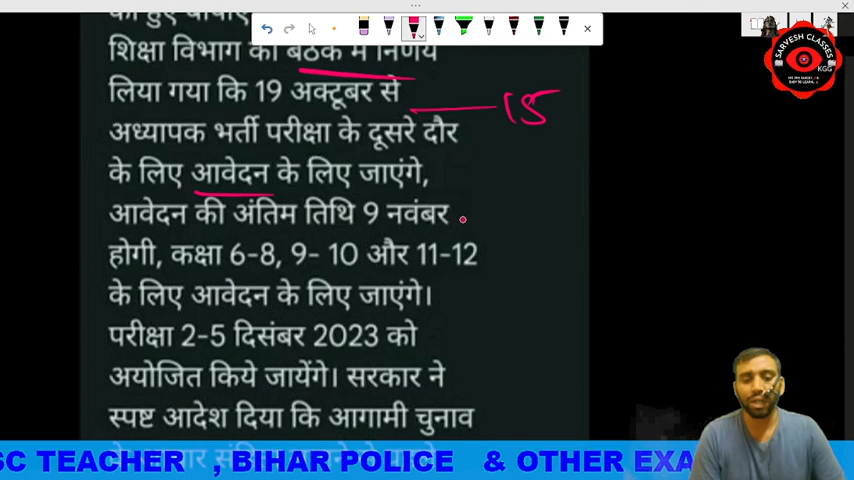 शिक्षा विभाग की बैठक में निर्णय
लिया गया कि 19 अक्टूबर से
15
अध्यापक भर्ती परीक्षा के दूसरे दौर
के लिए आवेदन के लिए जाएंगे,
आवेदन की अंतिम तिथि 9 नवंबर
होगी, कक्षा 6-8, 9- 10 और 11-12
के लिए आवेदन के लिए जाएंगे।
परीक्षा 2-5 दिसंबर 2023 को
अयोजित किये जायेंगे। सरकार ने
स्पष्ट आदेश दिया कि आगामी चुनाव
SC TEACHER , BIHAR POLICE & OTHER EXA
SARVESH CLASSES
KGG